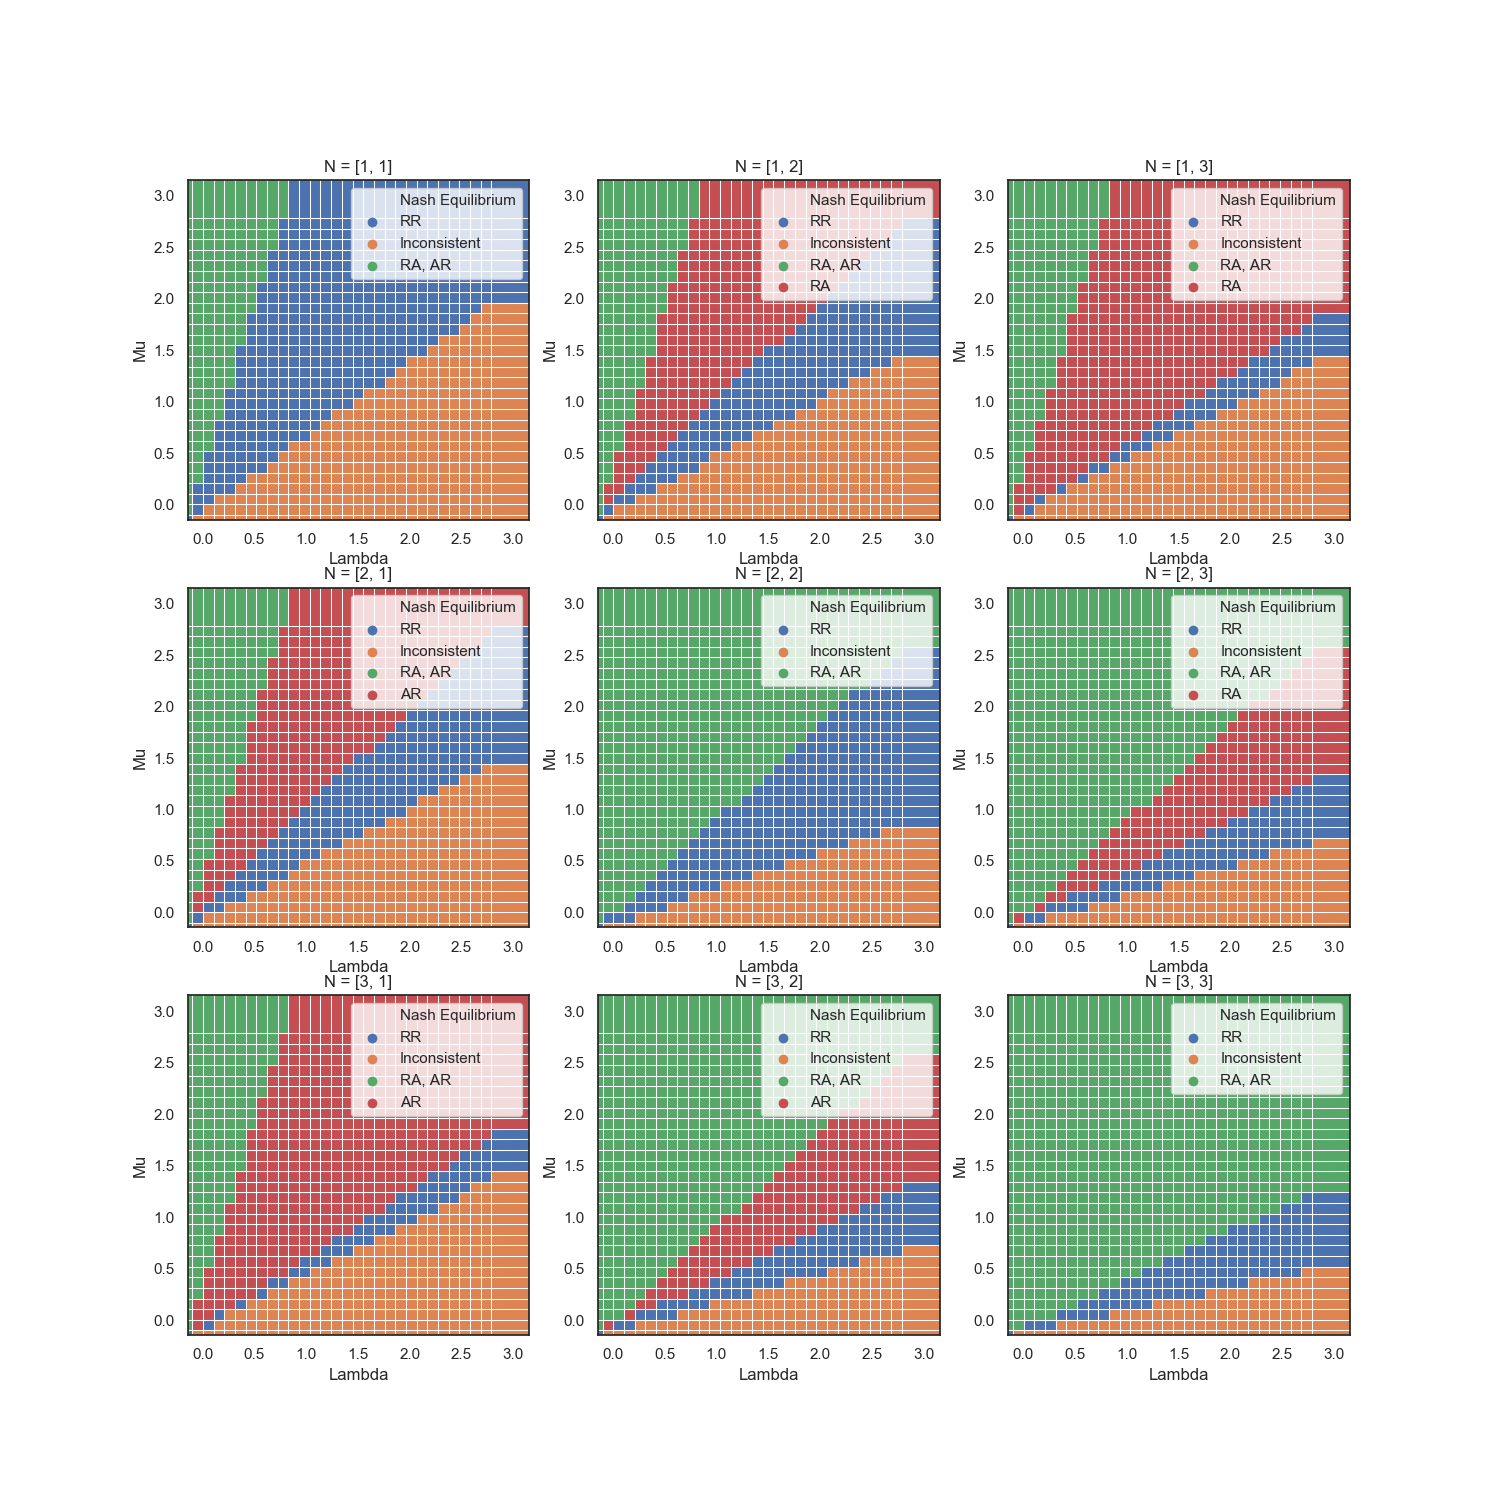 N = [1, 1]
Nash Equilibrium
RR
Inconsistent
RA, AR
Mu
3.0
2.5
2.0
1.5
1.0
0.5
0.0
0.0 0.5 1.0 1.5 2.0 2.5 3.0
Lambda
N = [1, 2]
Nash Equilibrium
RR
Inconsistent
RA, AR
RA
Mu
3.0
2.5
2.0
1.5
1.0
0.5
0.0
0.0 0.5 1.0 1.5 2.0 2.5 3.0
Lambda
N = [1, 3]
Nash Equilibrium
RR
Inconsistent
RA, AR
RA
Mu
3.0
2.5
2.0
1.5
1.0
0.5
0.0
0.0 0.5 1.0 1.5 2.0 2.5 3.0
Lambda
N = [2, 1]
Nash Equilibrium
RR
Inconsistent
RA, AR
AR
Mu
3.0
2.5
2.0
1.5
1.0
0.5
0.0
0.0 0.5 1.0 1.5 2.0 2.5 3.0
Lambda
N = [2, 2]
Nash Equilibrium
RR
Inconsistent
RA, AR
Mu
3.0
2.5
2.0
1.5
1.0
0.5
0.0
0.0 0.5 1.0 1.5 2.0 2.5 3.0
Lambda
N = [2, 3]
Nash Equilibrium
RR
Inconsistent
RA, AR
RA
Mu
3.0
2.5
2.0
1.5
1.0
0.5
0.0
0.0 0.5 1.0 1.5 2.0 2.5 3.0
Lambda
N = [3, 1]
Nash Equilibrium
RR
Inconsistent
RA, AR
AR
Mu
3.0
2.5
2.0
1.5
1.0
0.5
0.0
0.0 0.5 1.0 1.5 2.0 2.5 3.0
Lambda
N = [3, 2]
Nash Equilibrium
RR
Inconsistent
RA, AR
AR
Mu
3.0
2.5
2.0
1.5
1.0
0.5
0.0
0.0 0.5 1.0 1.5 2.0 2.5 3.0
Lambda
N = [3, 3]
Nash Equilibrium
RR
Inconsistent
RA, AR
Mu
3.0
2.5
2.0
1.5
1.0
0.5
0.0
0.0 0.5 1.0 1.5 2.0 2.5 3.0
Lambda